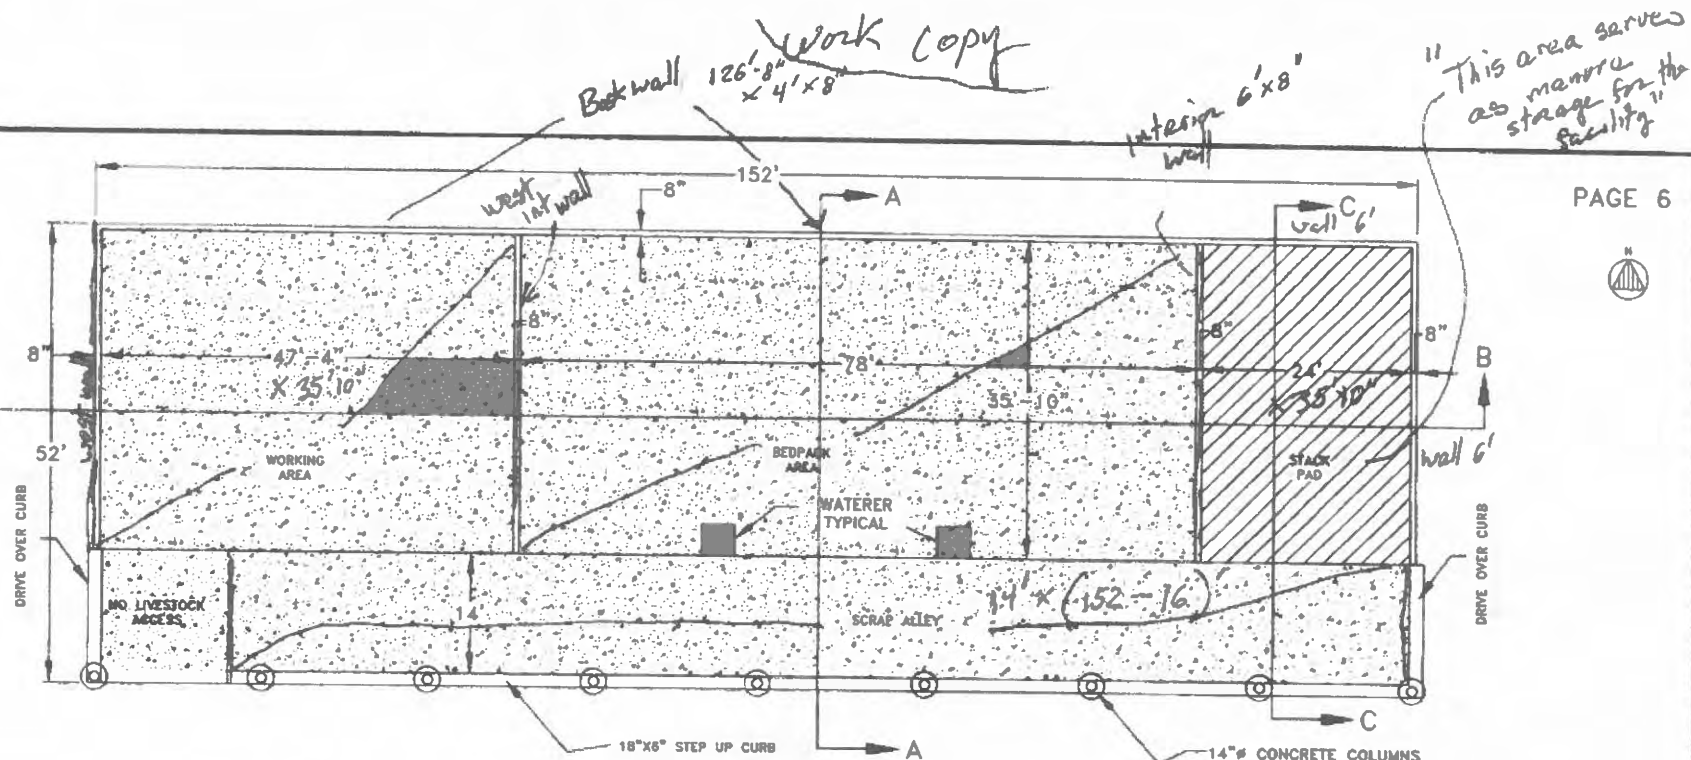 Work Copy
Back wall 126'-8"
x 4' x 8"
Interior 6' x 8"
wall
"This area serves
as manure
storage for the
facility"
PAGE 6
152'
8"
A
C
wall 6'
west
int wall
N
8"
8"
8"
8"
47'-4"
X 35'10"
78'
35'-10"
24'
X 35'10"
B
west wall
52'
WORKING
AREA
BEDPACK
AREA
STACK
PAD
wall 6'
WATERER
TYPICAL
DRIVE OVER CURB
DRIVE OVER CURB
NO LIVESTOCK
ACCESS
14'
SCRAP ALLEY
14' x (152-16)
18"X6" STEP UP CURB
A
C
14"ø CONCRETE COLUMNS